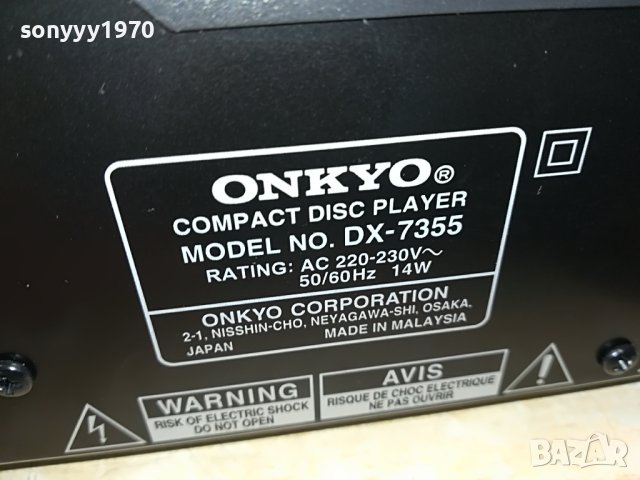 sonyyy1970
ONKYO®
COMPACT DISC PLAYER
MODEL NO. DX-7355
RATING: AC 220-230V~
50/60Hz 14W
ONKYO CORPORATION
2-1, NISSHIN-CHO, NEYAGAWA-SHI, OSAKA,
JAPAN MADE IN MALAYSIA
WARNING
RISK OF ELECTRIC SHOCK
DO NOT OPEN
AVIS
RISQUE DE CHOC ELECTRIQUE
NE PAS OUVRIR
BAZAR